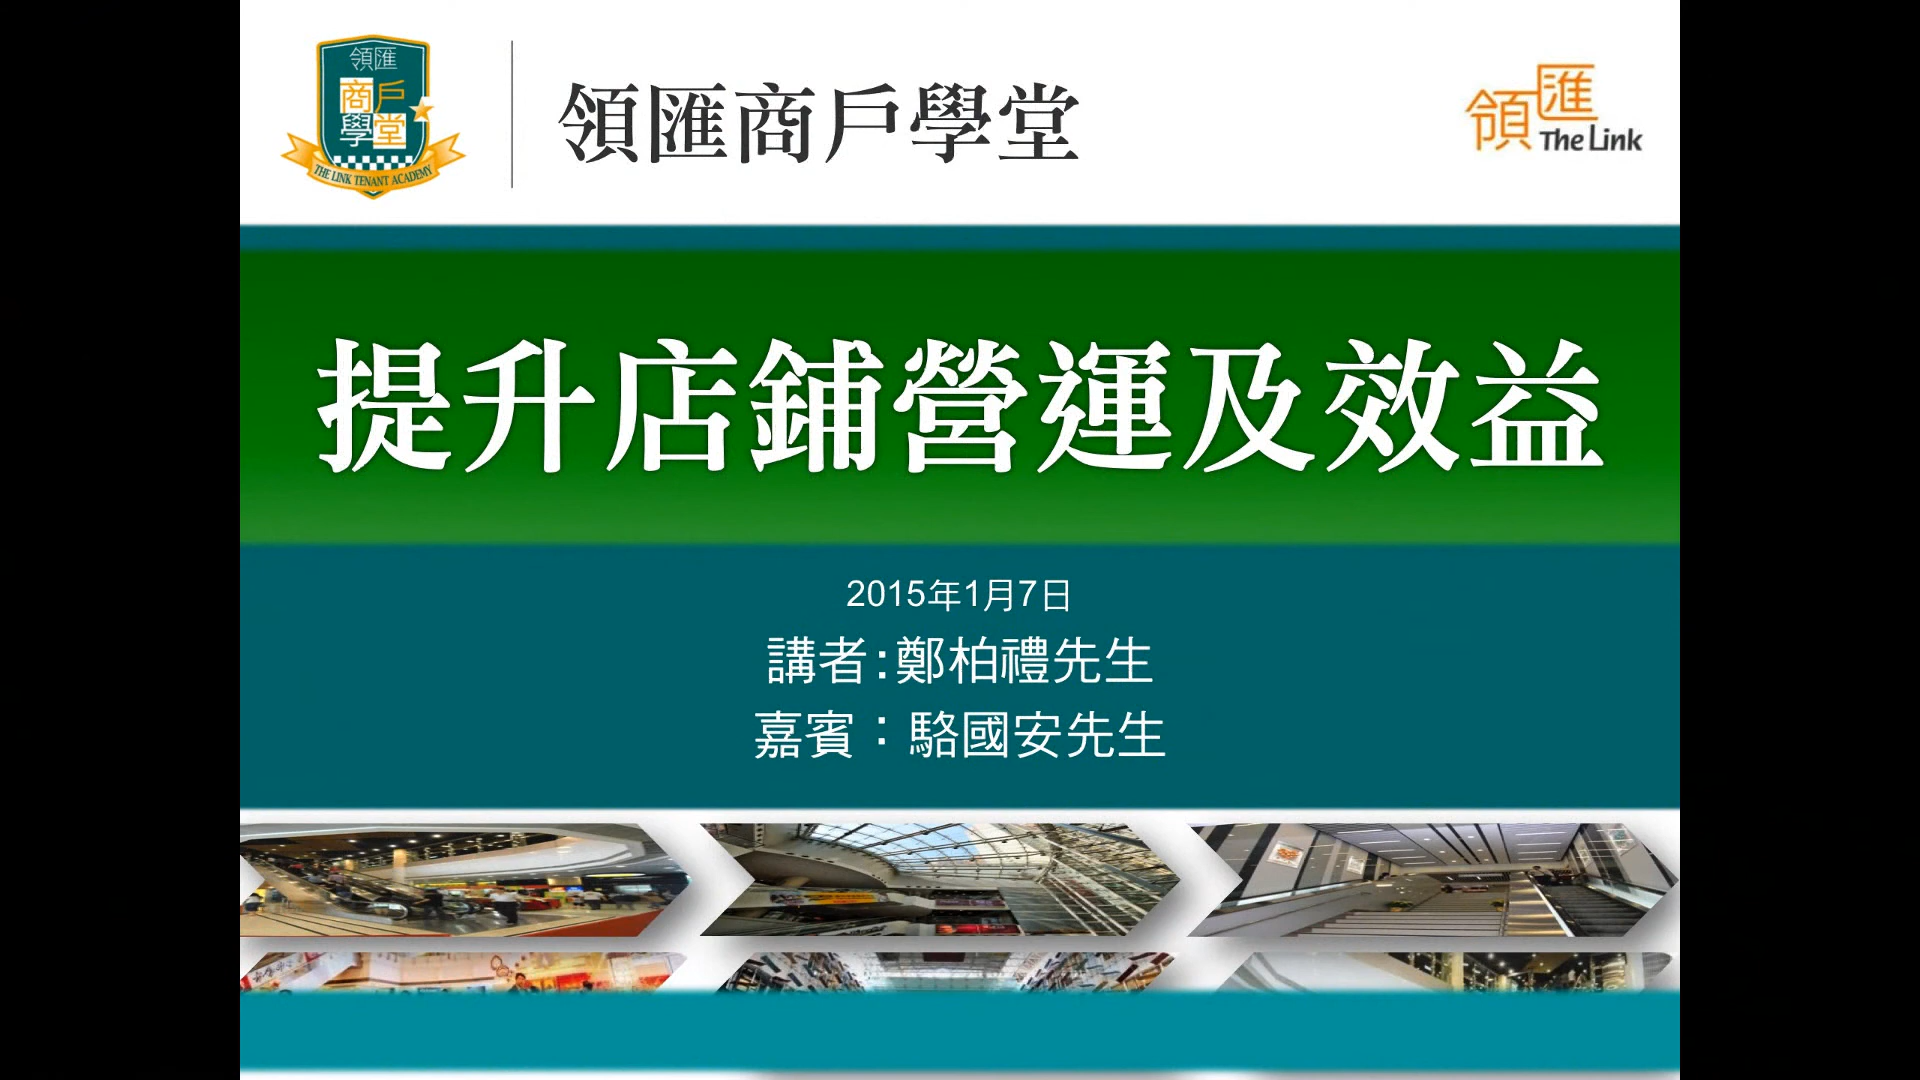 領匯
商戶
學堂
THE LINK TENANT ACADEMY
領匯商戶學堂
領匯
The Link
提升店鋪營運及效益
2015年1月7日
講者:鄭柏禮先生
嘉賓：駱國安先生